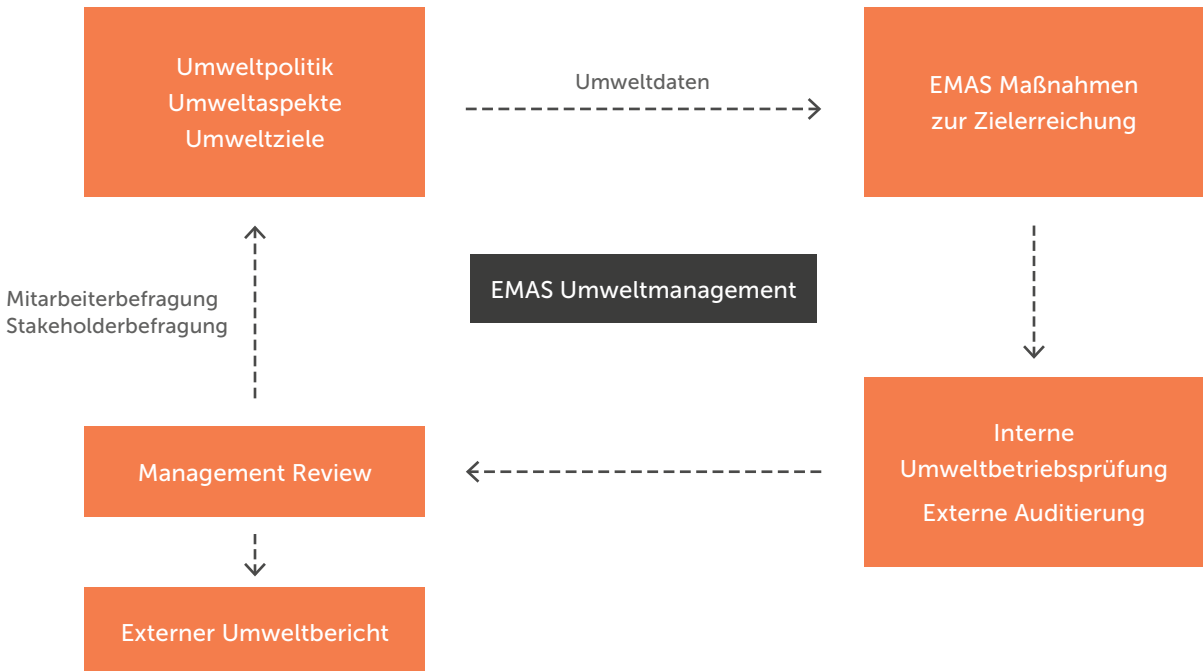 Umweltpolitik
Umweltaspekte
Umweltziele
Umweltdaten
EMAS Maßnahmen
zur Zielerreichung
EMAS Umweltmanagement
Mitarbeiterbefragung
Stakeholderbefragung
Interne
Umweltbetriebsprüfung
Externe Auditierung
Management Review
Externer Umweltbericht